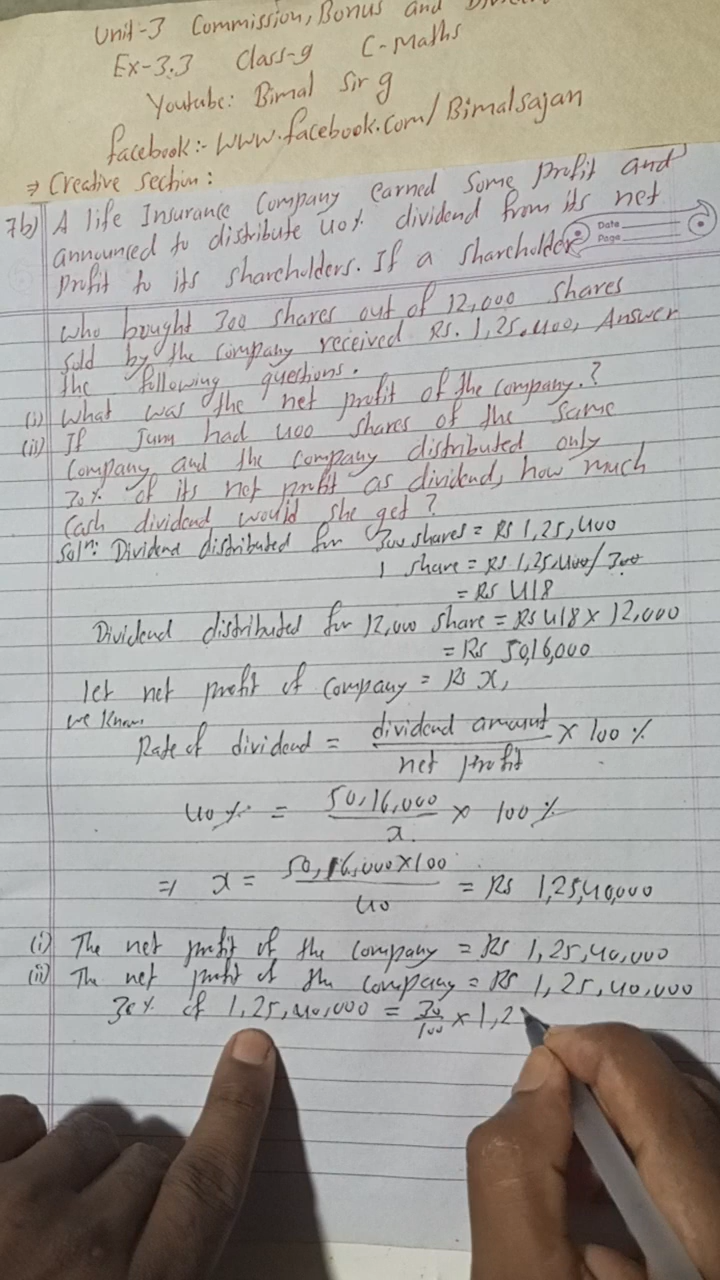 Unit-3 Commission, Bonus and
Ex-3.3 Class-9 C-Maths
Youtube: Bimal Sir g
facebook:- www.facebook.com/Bimalsajan
⇒ Creative section:
7b) A life Insurance Company earned some profit and
announced to distribute 40% dividend from its net
Date
Page
profit to its shareholders. If a shareholder
who bought 300 shares out of 12,000 shares
sold by the company received Rs. 1,25,400, Answer
the following questions.
(i) What was the net profit of the company.?
(ii) If had 400 shares of the same
Company and the company distributed only
30% of its net profit as dividend, how much
Cash dividend would she get?
Solⁿ: Dividend distributed for 300 shares = Rs 1,25,400
1 share = Rs 1,25,400/300
= Rs 418
Dividend distributed for 12,000 share = Rs 418 × 12,000
= Rs 50,16,000
let net profit of company = Rs x,
we know
Rate of dividend = dividend amount / net profit × 100 %
40% = 50,16,000 / x × 100 %
⇒ x = 50,16,000×100 / 40 = Rs 1,25,40,000
(i) The net profit of the company = Rs 1,25,40,000
(ii) The net profit of the company = Rs 1,25,40,000
30% of 1,25,40,000 = 30/100 × 1,2